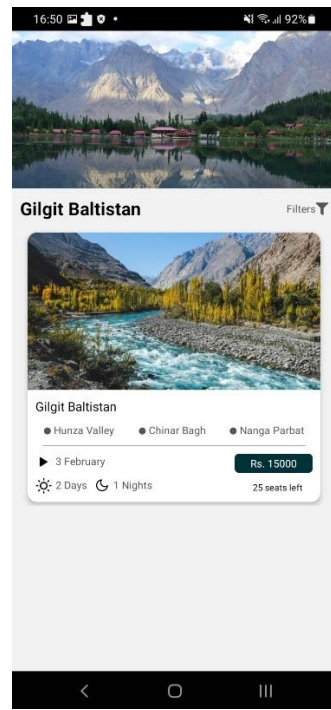 16:50 92%
Gilgit Baltistan Filters
Gilgit Baltistan
Hunza Valley Chinar Bagh Nanga Parbat
3 February Rs. 15000
2 Days 1 Nights 25 seats left